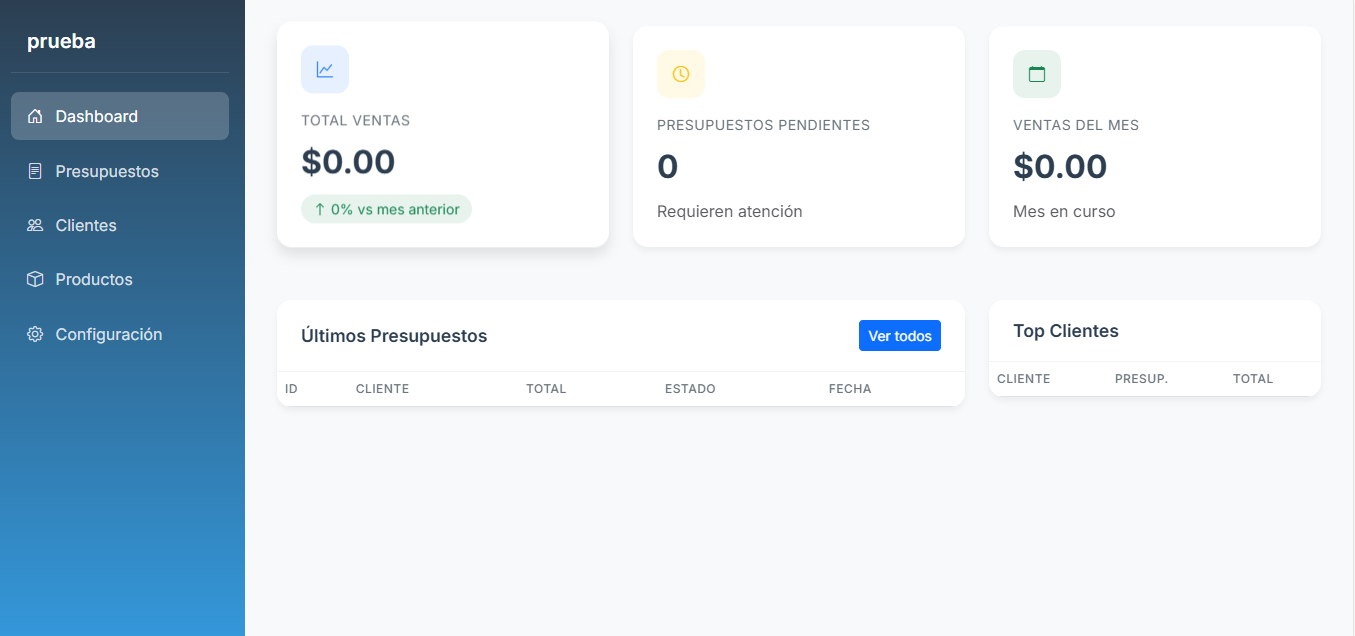 prueba
Dashboard
Presupuestos
Clientes
Productos
Configuración
TOTAL VENTAS
$0.00
↑ 0% vs mes anterior
PRESUPUESTOS PENDIENTES
0
Requieren atención
VENTAS DEL MES
$0.00
Mes en curso
Últimos Presupuestos
Ver todos
ID CLIENTE TOTAL ESTADO FECHA
Top Clientes
CLIENTE PRESUP. TOTAL